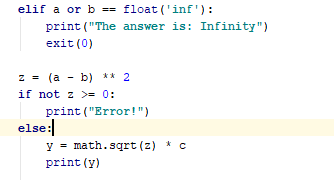 elif a or b == float('inf'):
    print("The answer is: Infinity")
    exit(0)

z = (a - b) ** 2
if not z >= 0:
    print("Error!")
else:
    y = math.sqrt(z) * c
    print(y)